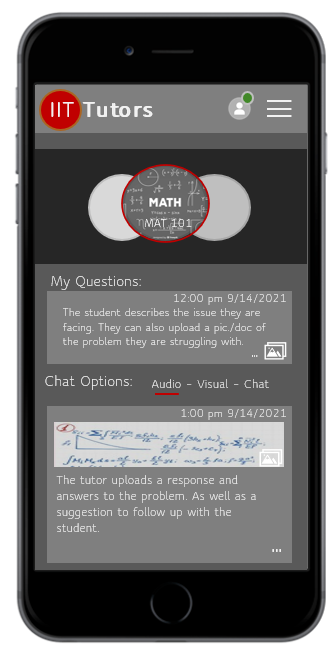 IIT Tutors
MATH
MAT 101
My Questions:
12:00 pm 9/14/2021
The student describes the issue they are
facing. They can also upload a pic./doc of
the problem they are struggling with.
...
Chat Options: Audio - Visual - Chat
1:00 pm 9/14/2021
The tutor uploads a response and
answers to the problem. As well as a
suggestion to follow up with the
student.
...